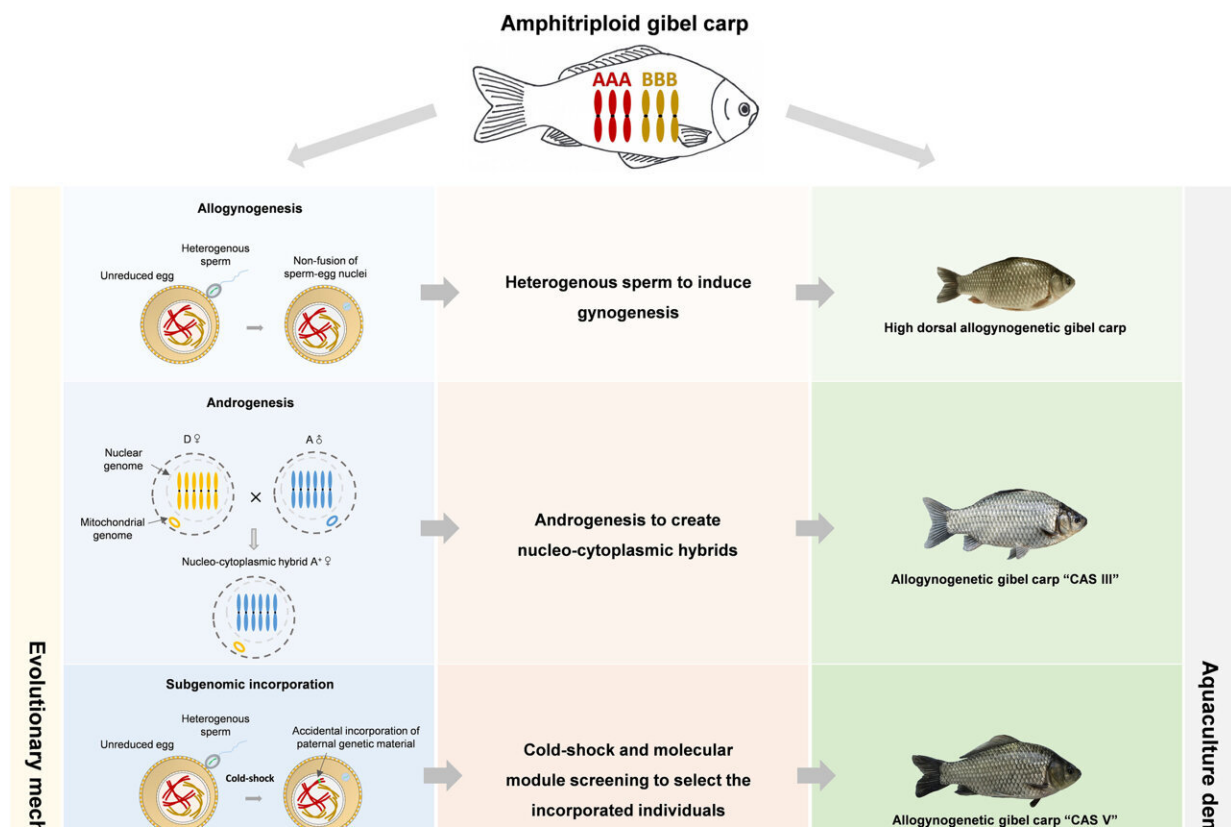 Amphitriploid gibel carp
AAA BBB
Allogynogenesis
Heterogenous
sperm
Unreduced egg
Non-fusion of
sperm-egg nuclei
Heterogenous sperm to induce
gynogenesis
High dorsal allogynogenetic gibel carp
Androgenesis
D ♀
A ♂
Nuclear
genome
×
Mitochondrial
genome
Nucleo-cytoplasmic hybrid A⁺ ♀
Androgenesis to create
nucleo-cytoplasmic hybrids
Allogynogenetic gibel carp “CAS III”
Subgenomic incorporation
Heterogenous
sperm
Unreduced egg
Accidental incorporation of
paternal genetic material
Cold-shock
Cold-shock and molecular
module screening to select the
incorporated individuals
Allogynogenetic gibel carp “CAS V”
Evolutionary mech
Aquaculture